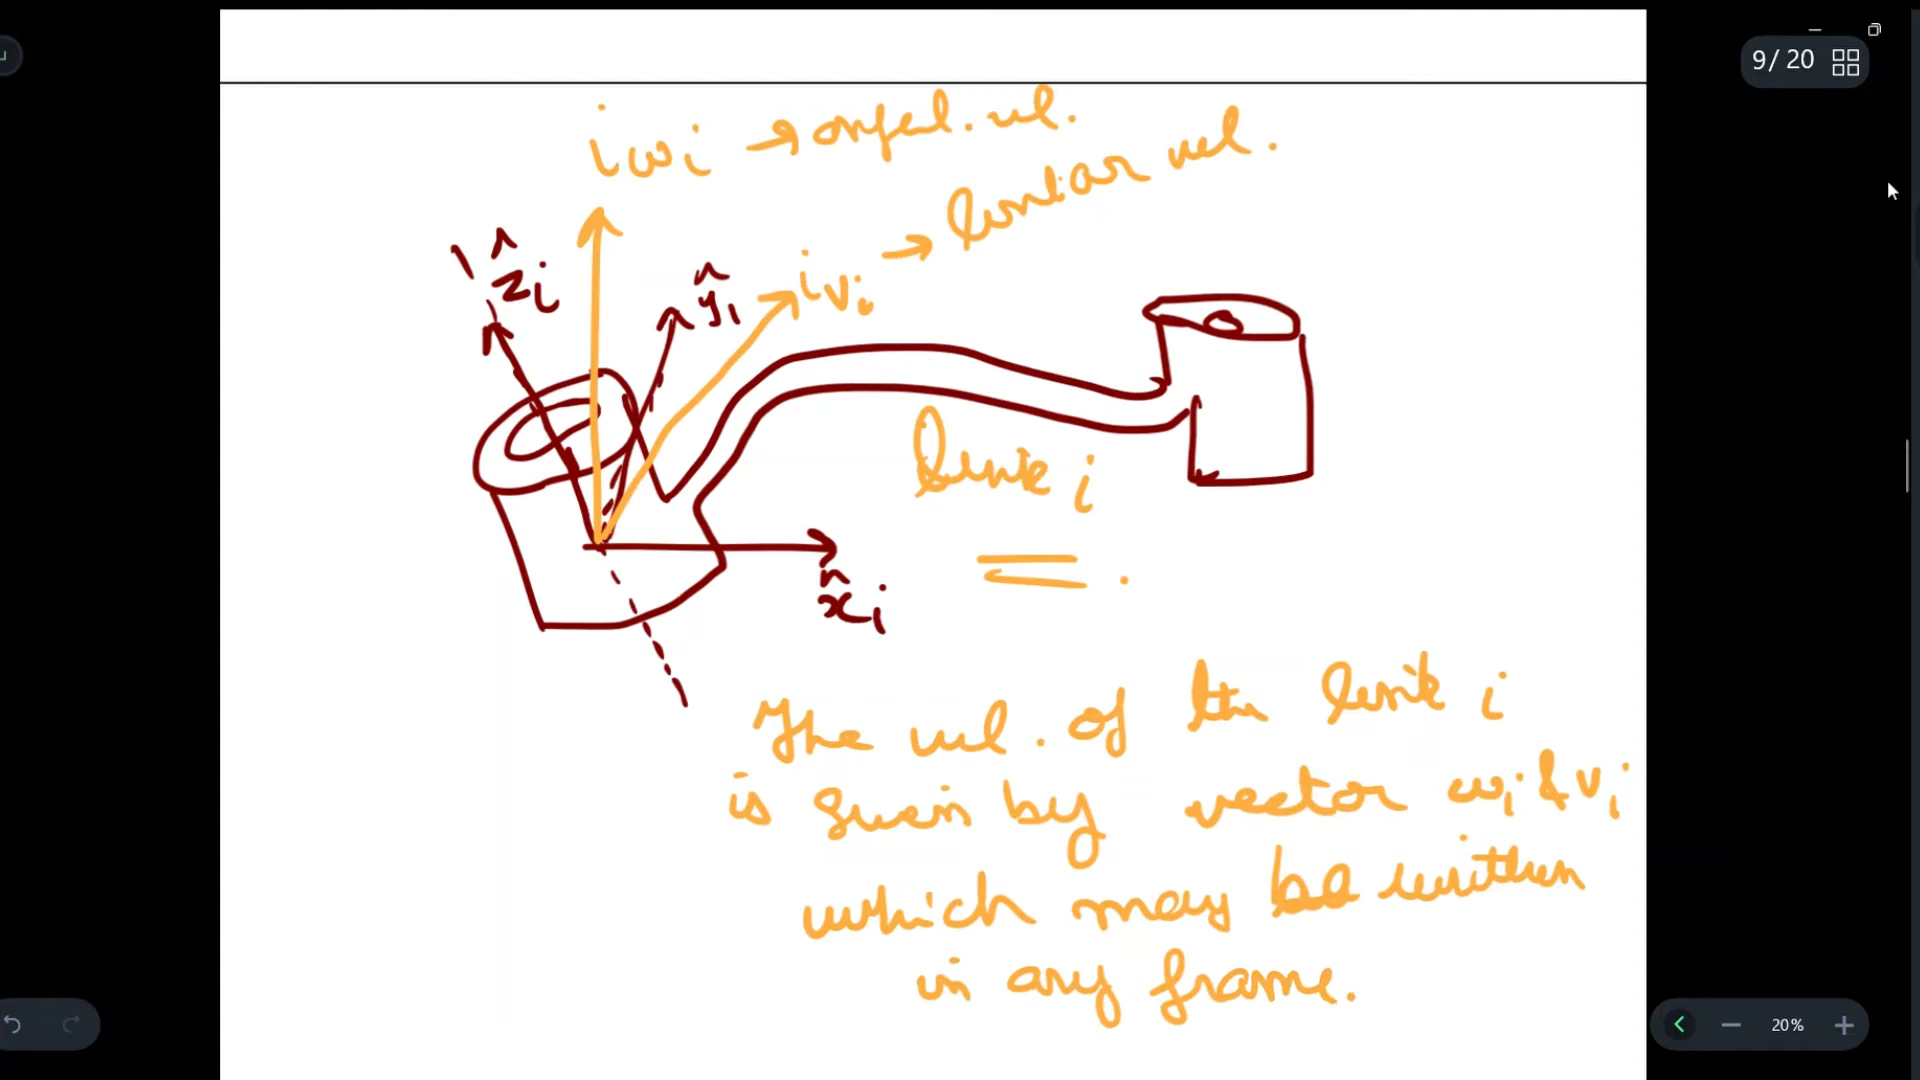 9/ 20
iωi → angul. vel.
ivi → linear vel.
ẑi
ŷi
x̂i
link i
The vel. of the link i
is given by vector ωi & vi
which may be written
in any frame.
20%